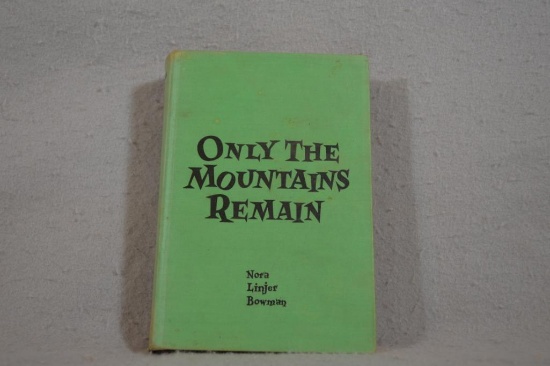 ONLY THE
MOUNTAINS
REMAIN
Nora
Linjer
Bowman